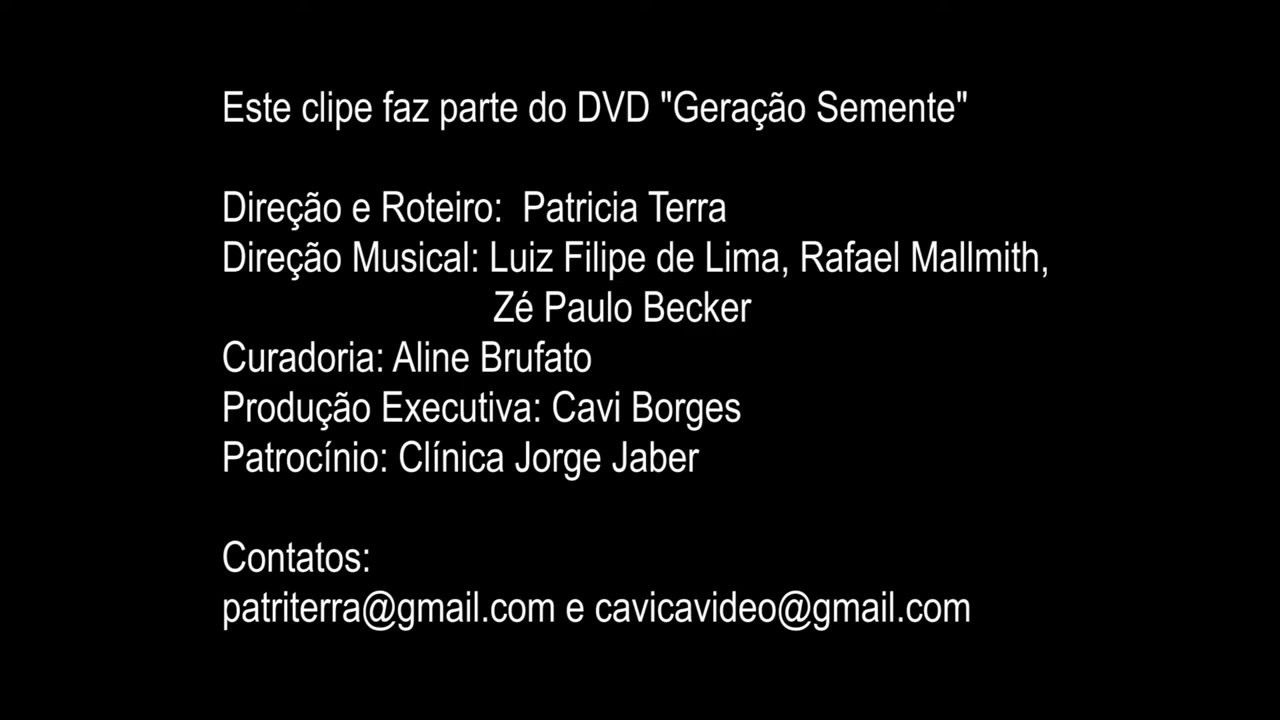 Este clipe faz parte do DVD "Geração Semente"
Direção e Roteiro: Patricia Terra
Direção Musical: Luiz Filipe de Lima, Rafael Mallmith,
Zé Paulo Becker
Curadoria: Aline Brufato
Produção Executiva: Cavi Borges
Patrocínio: Clínica Jorge Jaber
Contatos:
patriterra@gmail.com e cavicavideo@gmail.com